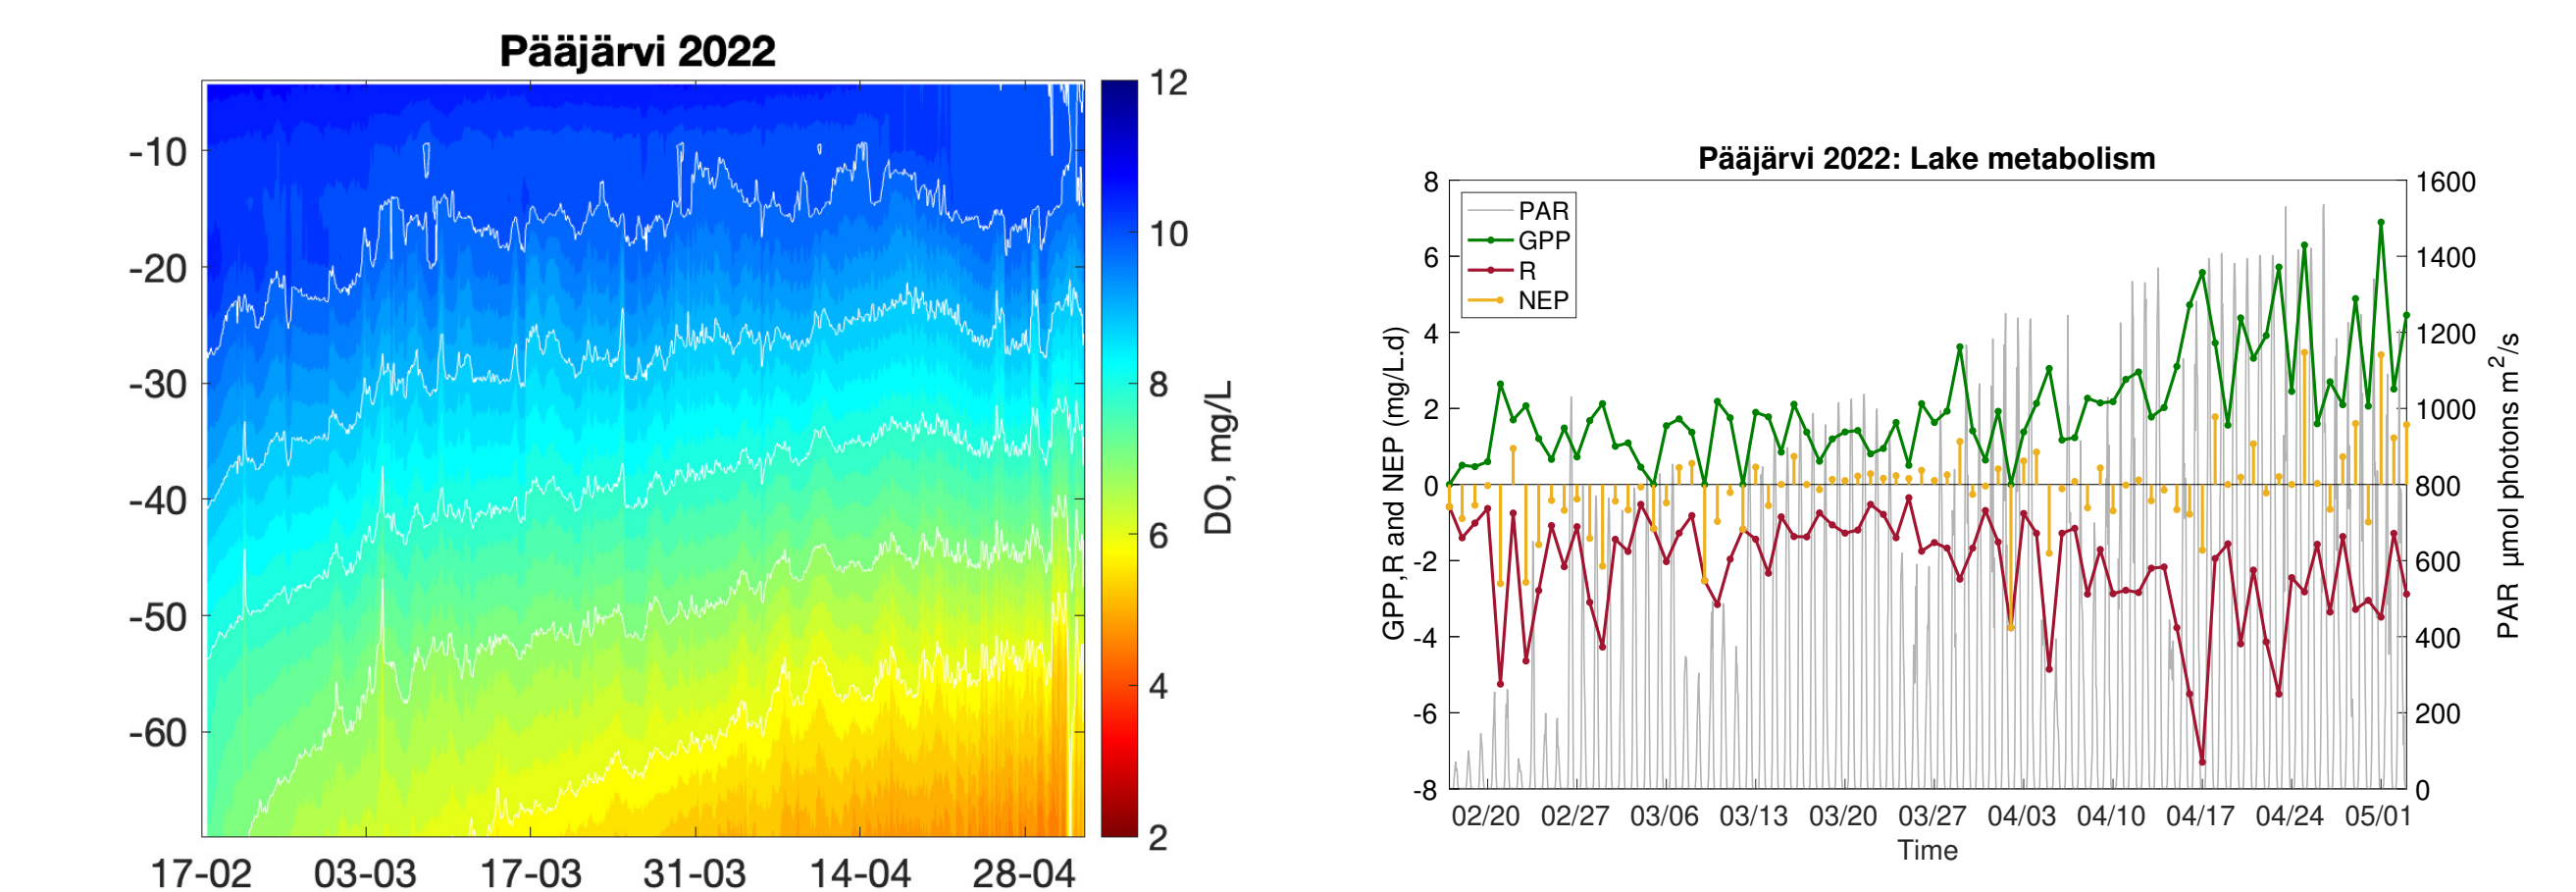 Pääjärvi 2022
-10
-20
-30
-40
-50
-60
17-02 03-03 17-03 31-03 14-04 28-04
12
10
8
6
4
2
DO, mg/L
Pääjärvi 2022: Lake metabolism
PAR
GPP
R
NEP
8
6
4
2
0
-2
-4
-6
-8
GPP,R and NEP (mg/L.d)
1600
1400
1200
1000
800
600
400
200
0
PAR µmol photons m²/s
02/20 02/27 03/06 03/13 03/20 03/27 04/03 04/10 04/17 04/24 05/01
Time